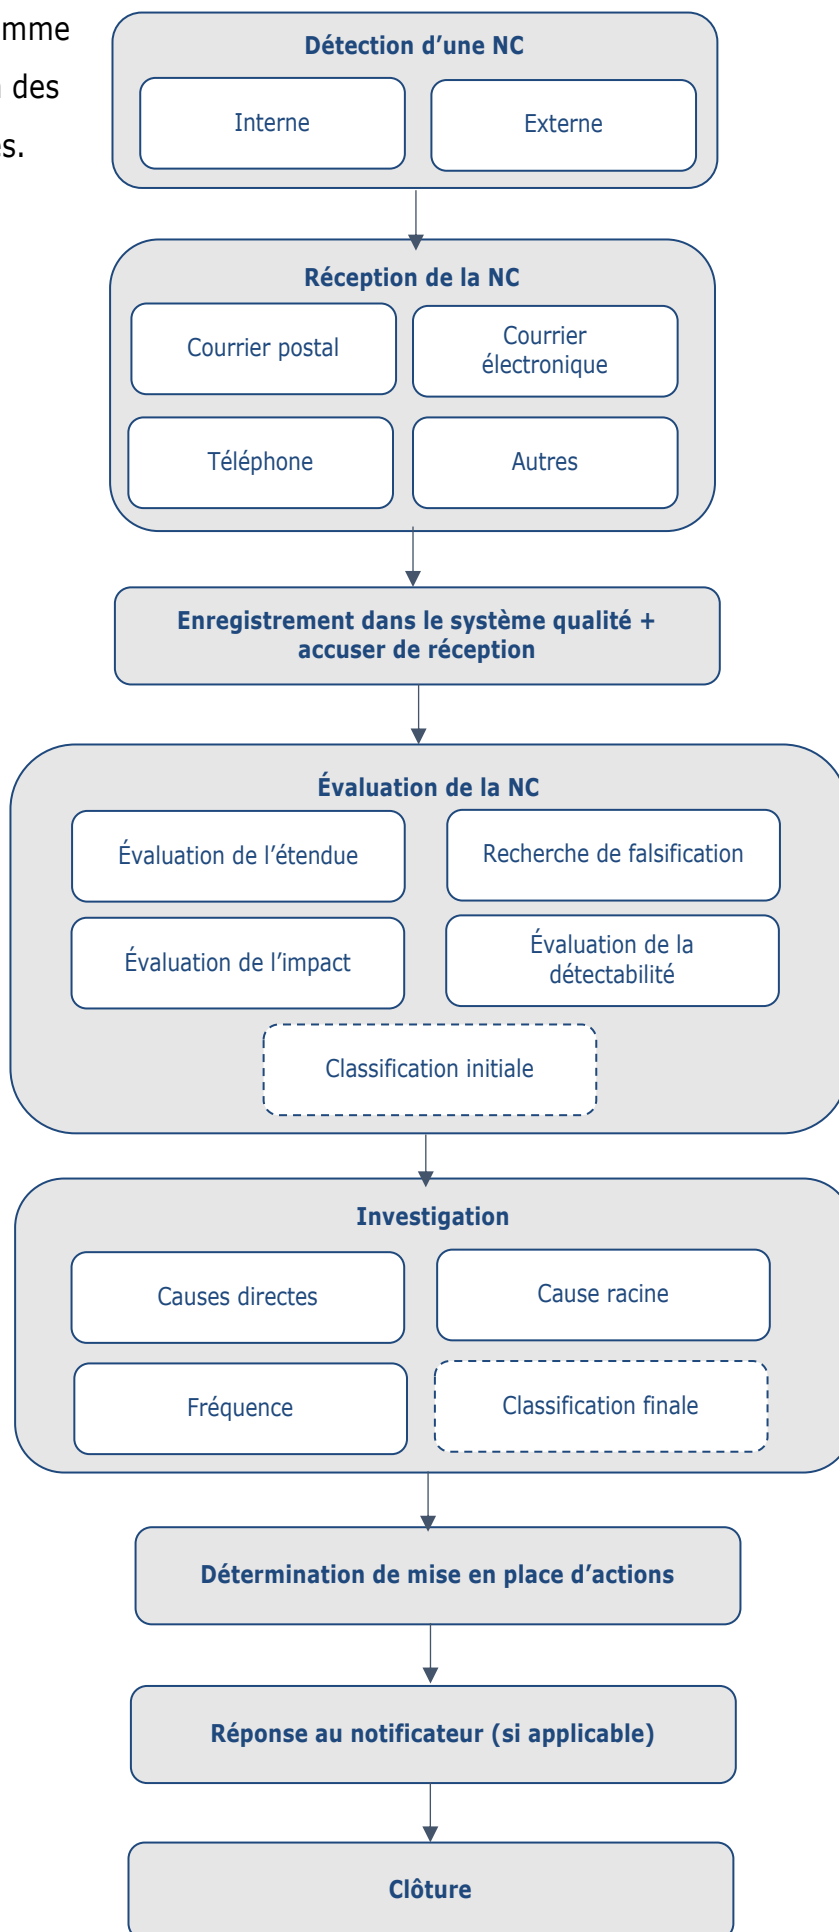 Détection d’une NC
Interne
Externe
des
Réception de la NC
Courrier postal
Courrier
électronique
Téléphone
Autres
Enregistrement dans le système qualité +
accuser de réception
Évaluation de la NC
Évaluation de l’étendue
Recherche de falsification
Évaluation de l’impact
Évaluation de la
détectabilité
Classification initiale
Investigation
Causes directes
Cause racine
Fréquence
Classification finale
Détermination de mise en place d’actions
Réponse au notificateur (si applicable)
Clôture